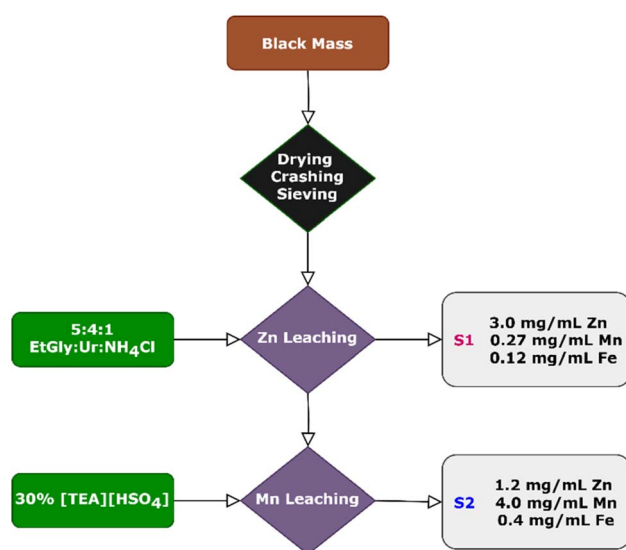 Black Mass
Drying
Crashing
Sieving
5:4:1
EtGly:Ur:NH₄Cl
Zn Leaching
S1
3.0 mg/mL Zn
0.27 mg/mL Mn
0.12 mg/mL Fe
30% [TEA][HSO₄]
Mn Leaching
S2
1.2 mg/mL Zn
4.0 mg/mL Mn
0.4 mg/mL Fe